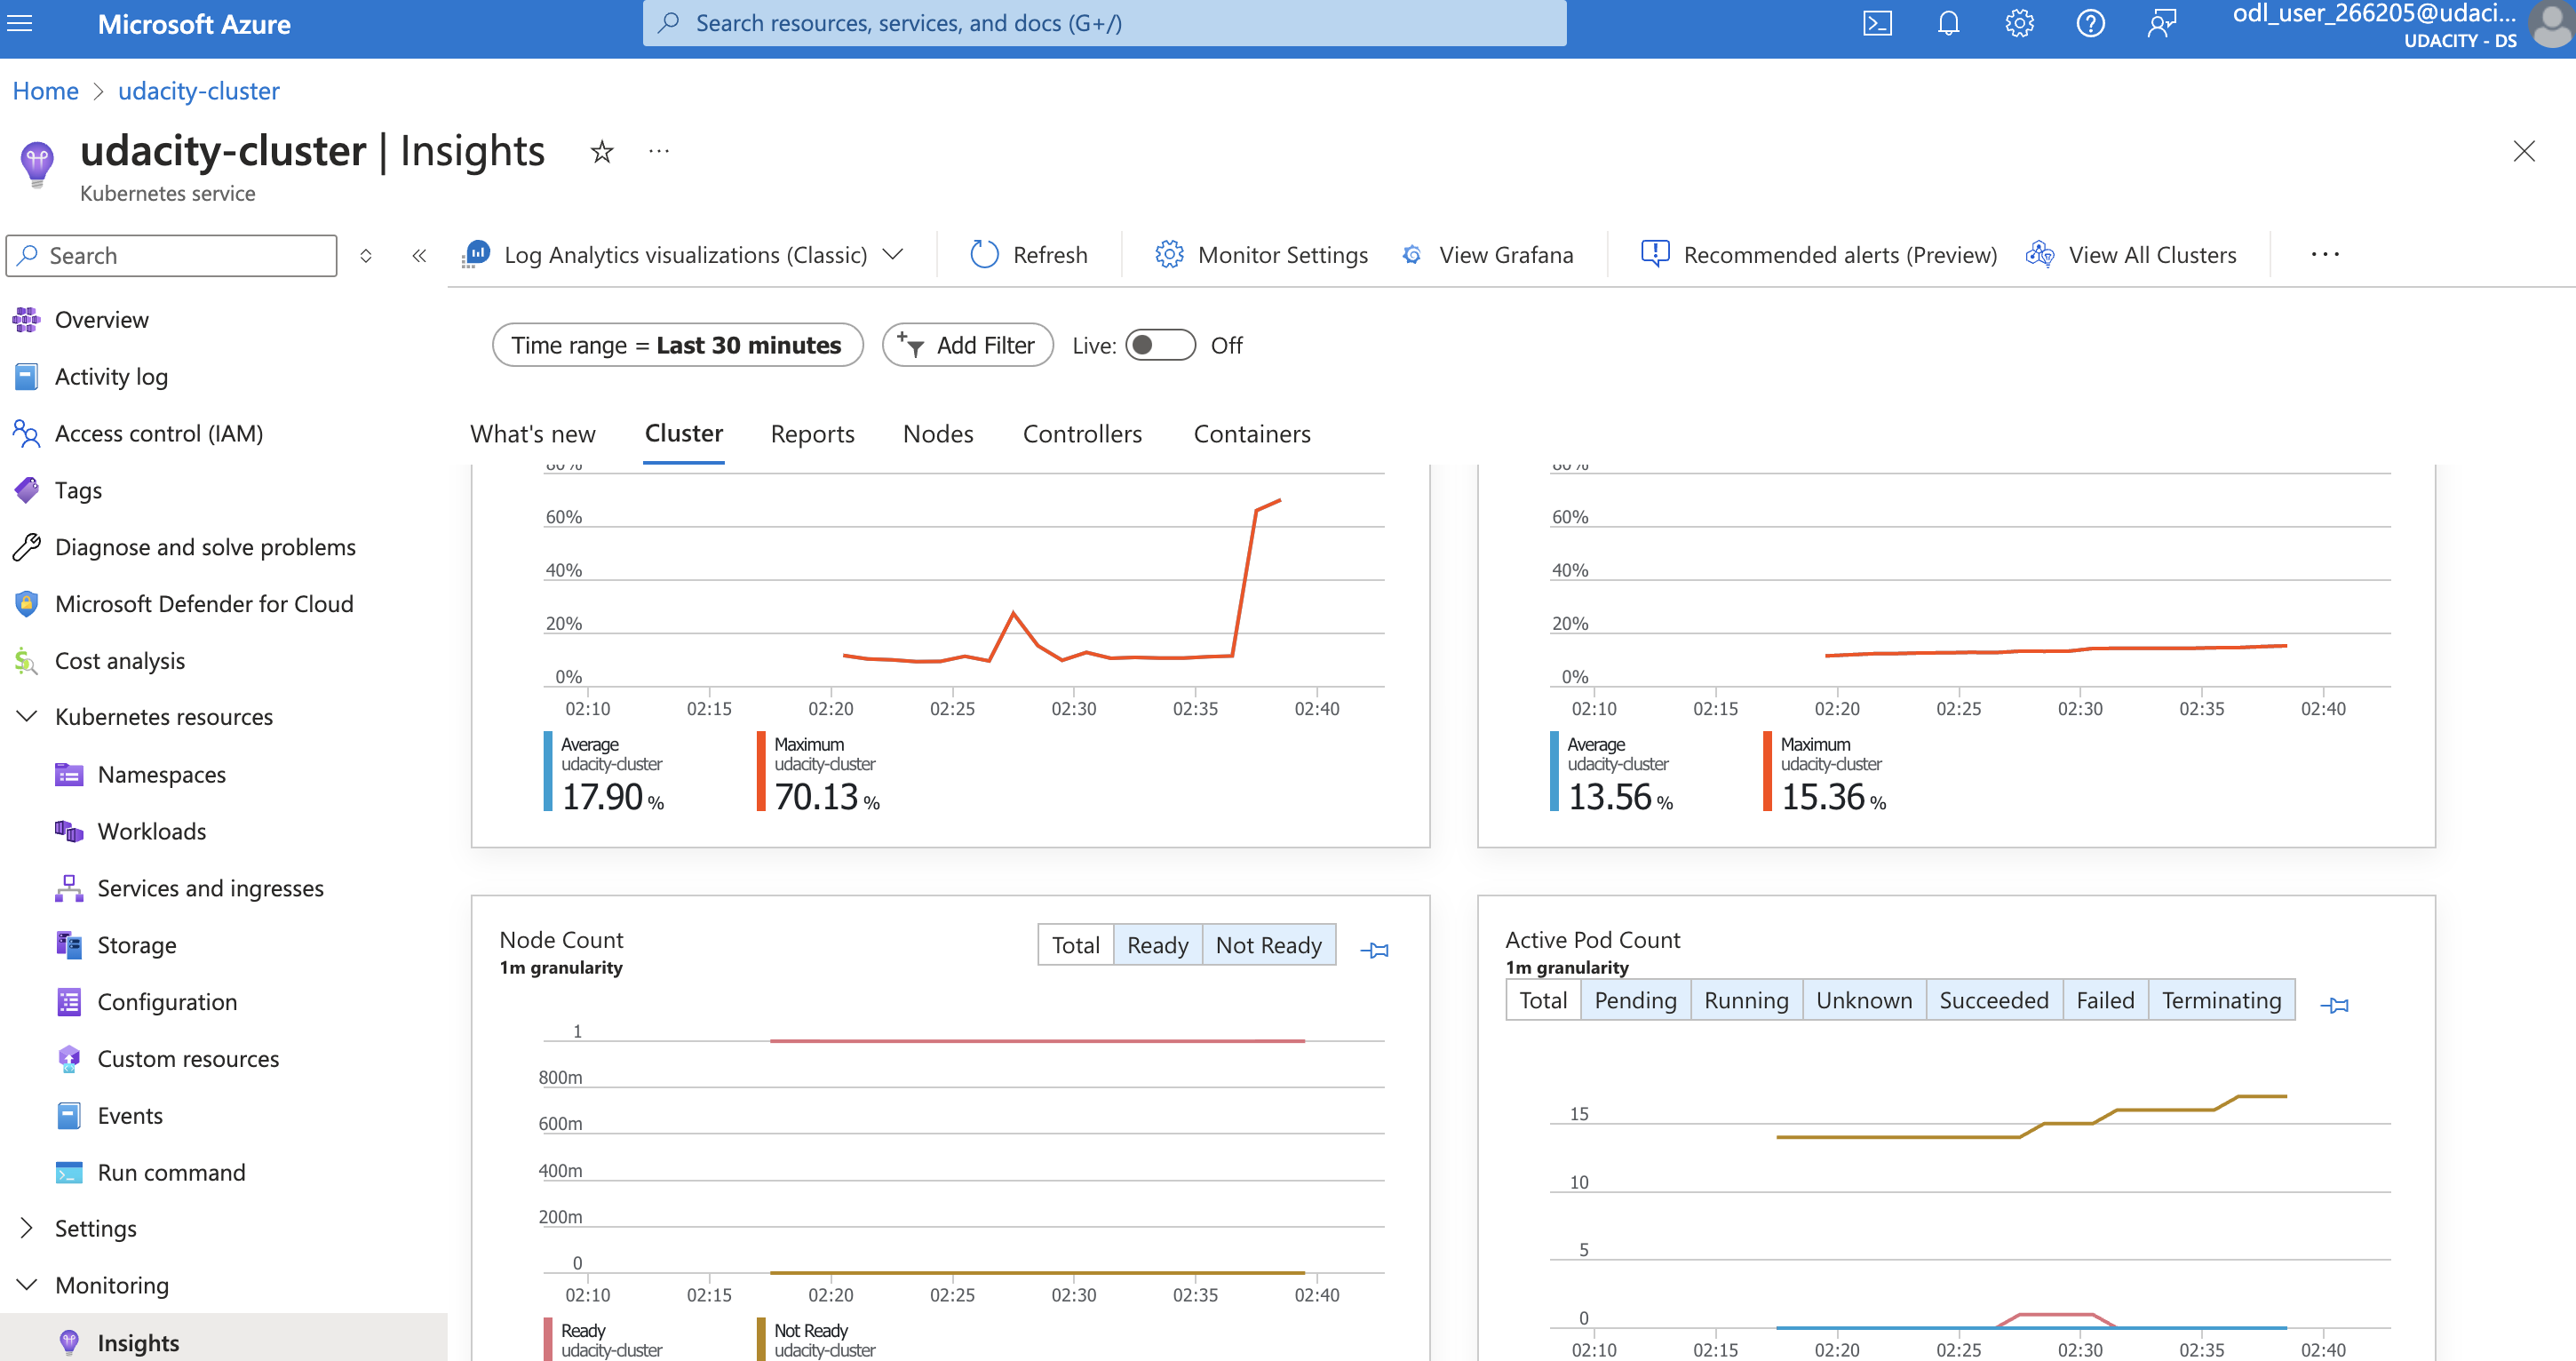 Microsoft Azure
Search resources, services, and docs (G+/)
odl_user_266205@udaci...
UDACITY - DS
Home > udacity-cluster
udacity-cluster | Insights
Kubernetes service
Search
Log Analytics visualizations (Classic)
Refresh
Monitor Settings
View Grafana
Recommended alerts (Preview)
View All Clusters
Overview
Activity log
Access control (IAM)
Tags
Diagnose and solve problems
Microsoft Defender for Cloud
Cost analysis
Kubernetes resources
Namespaces
Workloads
Services and ingresses
Storage
Configuration
Custom resources
Events
Run command
Settings
Monitoring
Insights
Time range = Last 30 minutes
Add Filter
Live:
Off
What's new
Cluster
Reports
Nodes
Controllers
Containers
80%
60%
40%
20%
0%
02:10 02:15 02:20 02:25 02:30 02:35 02:40
Average
udacity-cluster
17.90 %
Maximum
udacity-cluster
70.13 %
80%
60%
40%
20%
0%
02:10 02:15 02:20 02:25 02:30 02:35 02:40
Average
udacity-cluster
13.56 %
Maximum
udacity-cluster
15.36 %
Node Count
1m granularity
Total Ready Not Ready
1
800m
600m
400m
200m
0
02:10 02:15 02:20 02:25 02:30 02:35 02:40
Ready
udacity-cluster
Not Ready
udacity-cluster
Active Pod Count
1m granularity
Total Pending Running Unknown Succeeded Failed Terminating
15
10
5
0
02:10 02:15 02:20 02:25 02:30 02:35 02:40